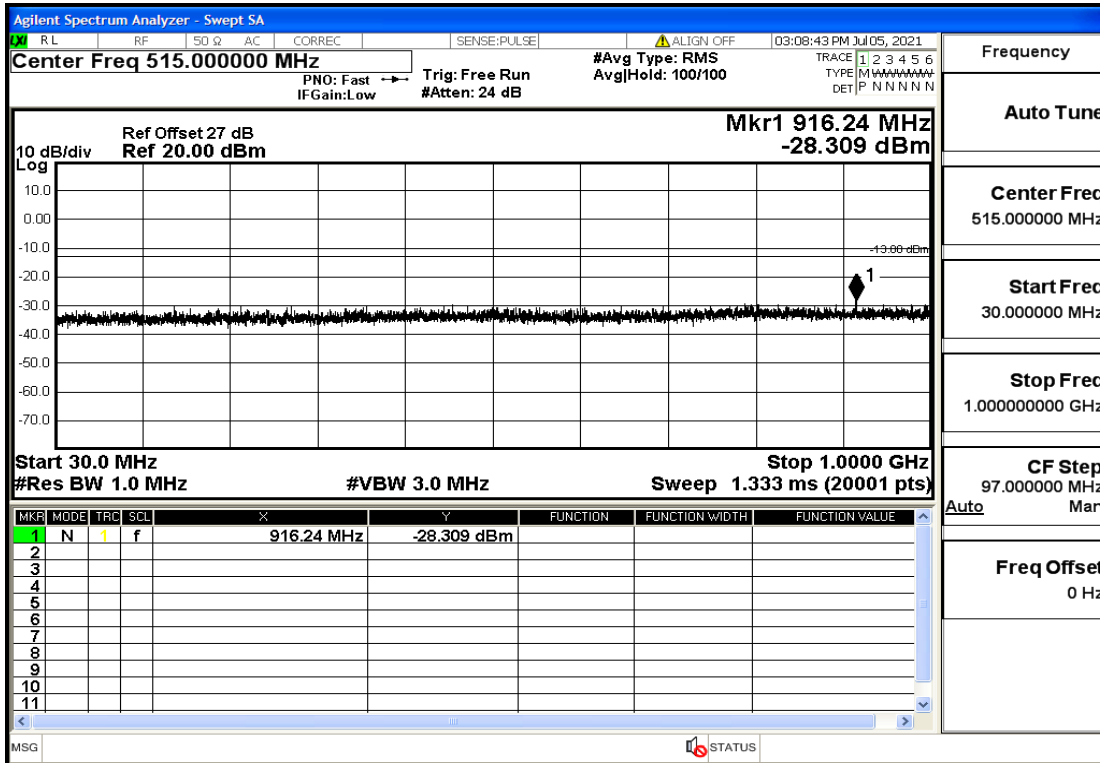 Agilent Spectrum Analyzer - Swept SA
LXI RL RF 50 Ω AC CORREC SENSE:PULSE ALIGN OFF 03:08:43 PM Jul 05, 2021
Center Freq 515.000000 MHz
PNO: Fast
IFGain:Low
Trig: Free Run
#Atten: 24 dB
#Avg Type: RMS
Avg|Hold: 100/100
TRACE 1 2 3 4 5 6
TYPE M WWWWW
DET P N N N N N
Ref Offset 27 dB
10 dB/div Ref 20.00 dBm
Log
Mkr1 916.24 MHz
-28.309 dBm
10.0
0.00
-10.0
-13.00 dBm
-20.0
1
-30.0
-40.0
-50.0
-60.0
-70.0
Start 30.0 MHz Stop 1.0000 GHz
#Res BW 1.0 MHz #VBW 3.0 MHz Sweep 1.333 ms (20001 pts)
MKR MODE TRC SCL X Y FUNCTION FUNCTION WIDTH FUNCTION VALUE
1 N 1 f 916.24 MHz -28.309 dBm
2
3
4
5
6
7
8
9
10
11
MSG STATUS
Frequency
Auto Tune
Center Freq
515.000000 MHz
Start Freq
30.000000 MHz
Stop Freq
1.000000000 GHz
CF Step
97.000000 MHz
Auto Man
Freq Offset
0 Hz